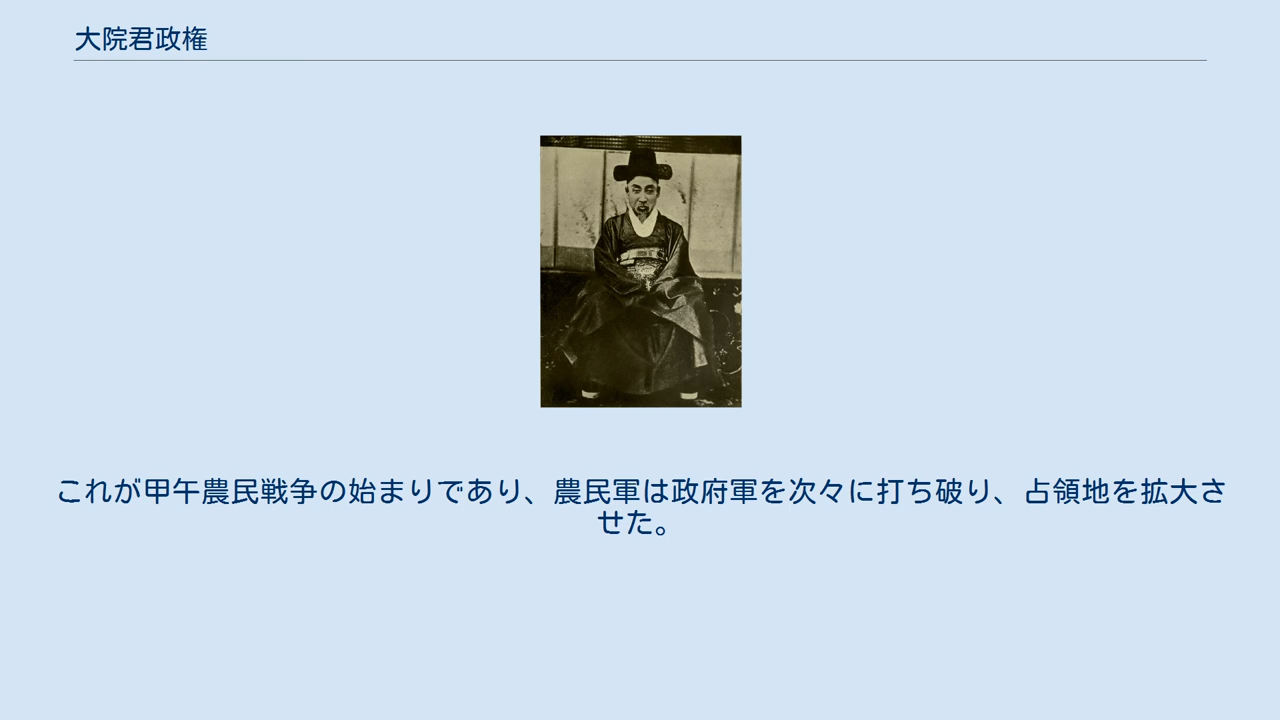 大院君政権
これが甲午農民戦争の始まりであり、農民軍は政府軍を次々に打ち破り、占領地を拡大さ
せた。